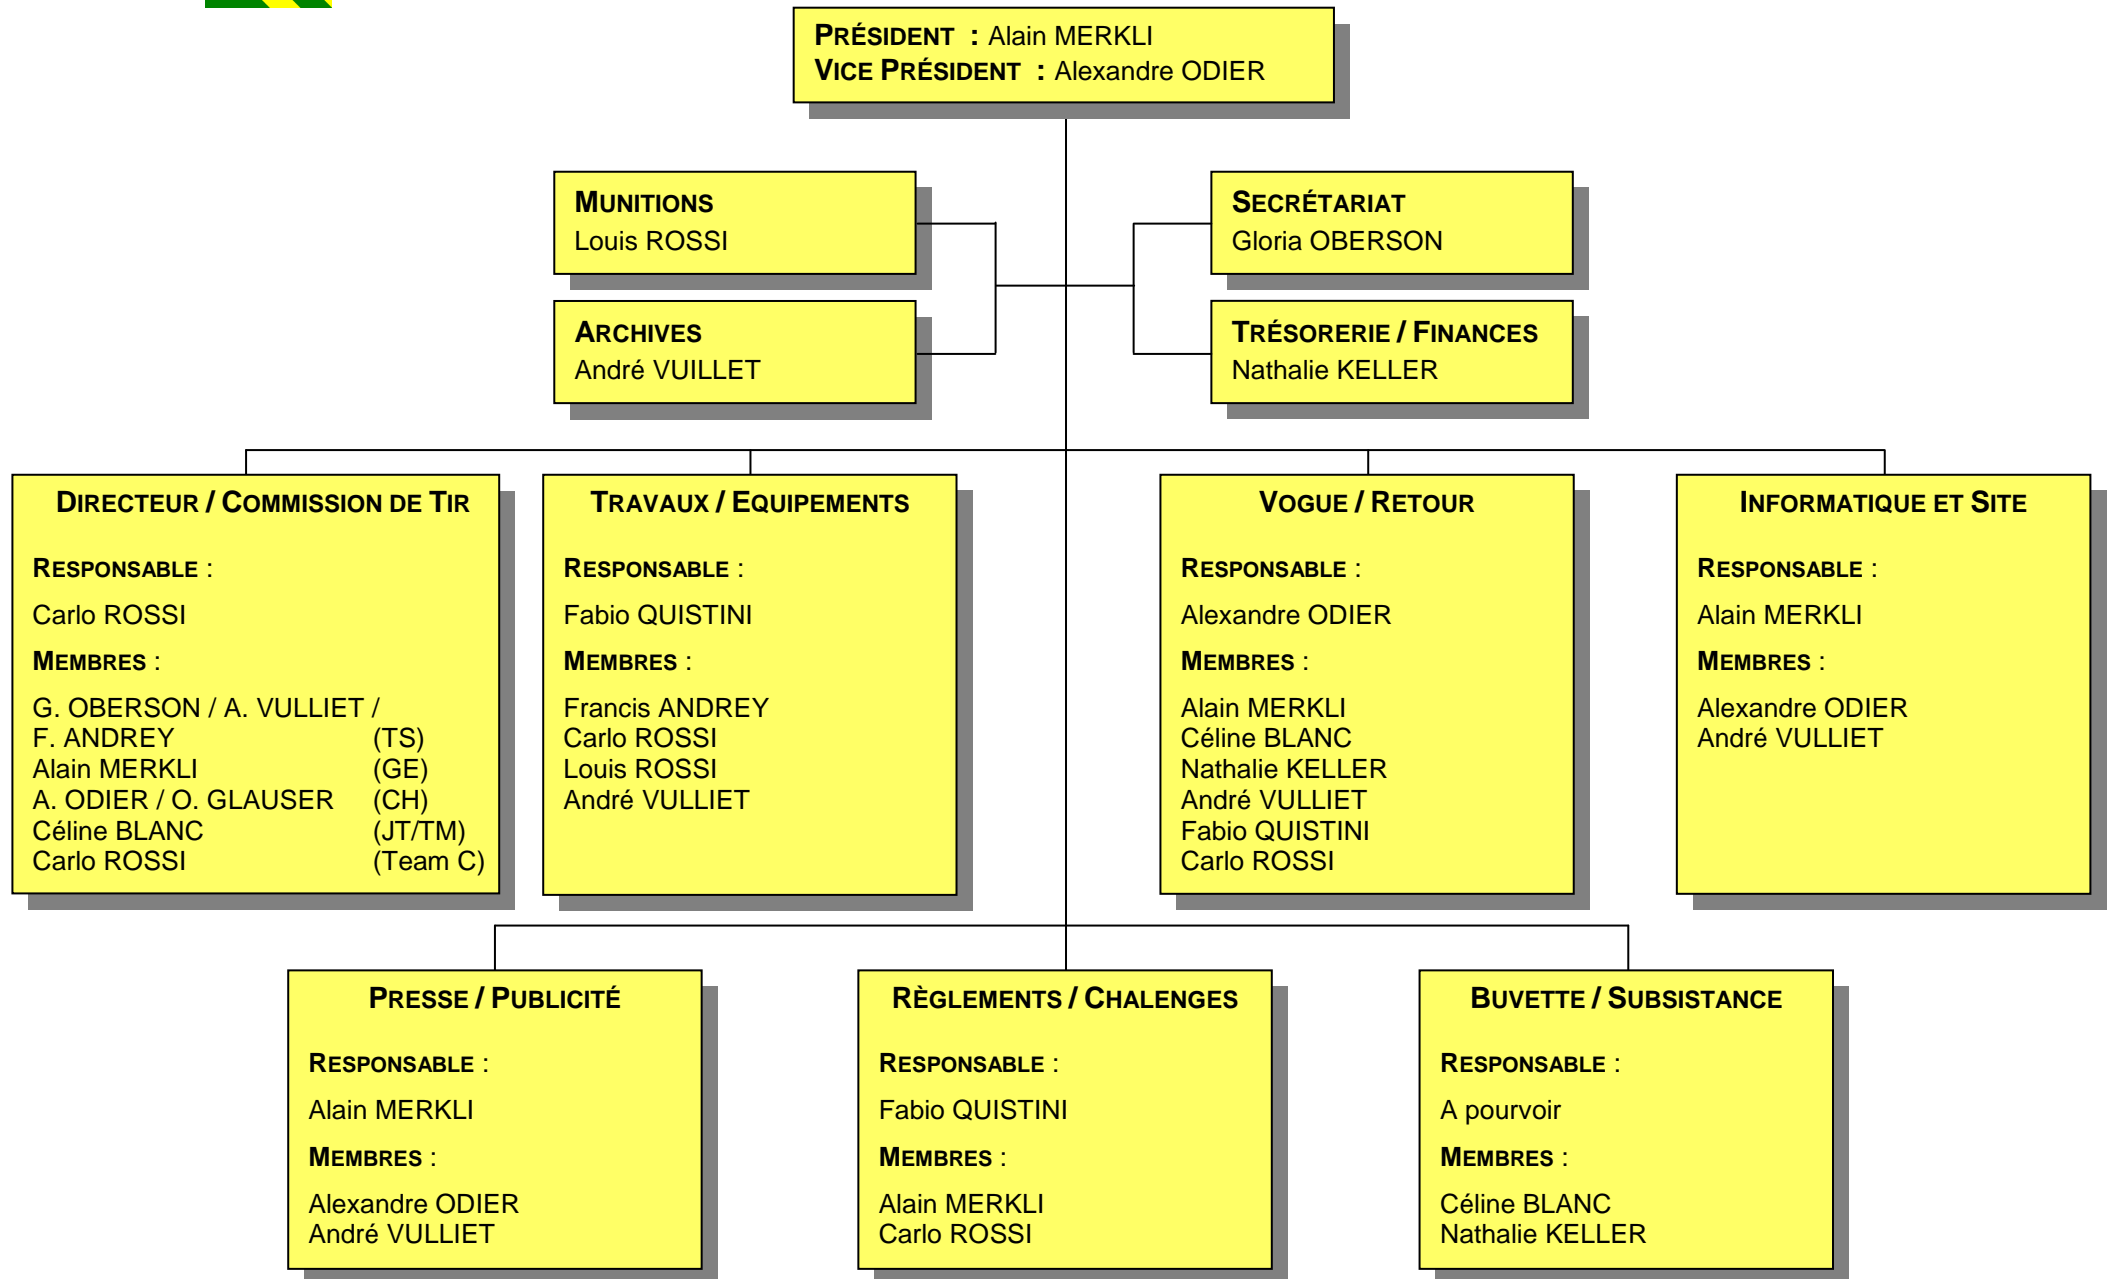 PRÉSIDENT : Alain MERKLI
VICE PRÉSIDENT : Alexandre ODIER
MUNITIONS
Louis ROSSI
SECRÉTARIAT
Gloria OBERSON
ARCHIVES
André VUILLET
TRÉSORERIE / FINANCES
Nathalie KELLER
DIRECTEUR / COMMISSION DE TIR
RESPONSABLE :
Carlo ROSSI
MEMBRES :
G. OBERSON / A. VULLIET /
F. ANDREY (TS)
Alain MERKLI (GE)
A. ODIER / O. GLAUSER (CH)
Céline BLANC (JT/TM)
Carlo ROSSI (Team C)
TRAVAUX / EQUIPEMENTS
RESPONSABLE :
Fabio QUISTINI
MEMBRES :
Francis ANDREY
Carlo ROSSI
Louis ROSSI
André VULLIET
VOGUE / RETOUR
RESPONSABLE :
Alexandre ODIER
MEMBRES :
Alain MERKLI
Céline BLANC
Nathalie KELLER
André VULLIET
Fabio QUISTINI
Carlo ROSSI
INFORMATIQUE ET SITE
RESPONSABLE :
Alain MERKLI
MEMBRES :
Alexandre ODIER
André VULLIET
PRESSE / PUBLICITÉ
RESPONSABLE :
Alain MERKLI
MEMBRES :
Alexandre ODIER
André VULLIET
RÈGLEMENTS / CHALENGES
RESPONSABLE :
Fabio QUISTINI
MEMBRES :
Alain MERKLI
Carlo ROSSI
BUVETTE / SUBSISTANCE
RESPONSABLE :
A pourvoir
MEMBRES :
Céline BLANC
Nathalie KELLER